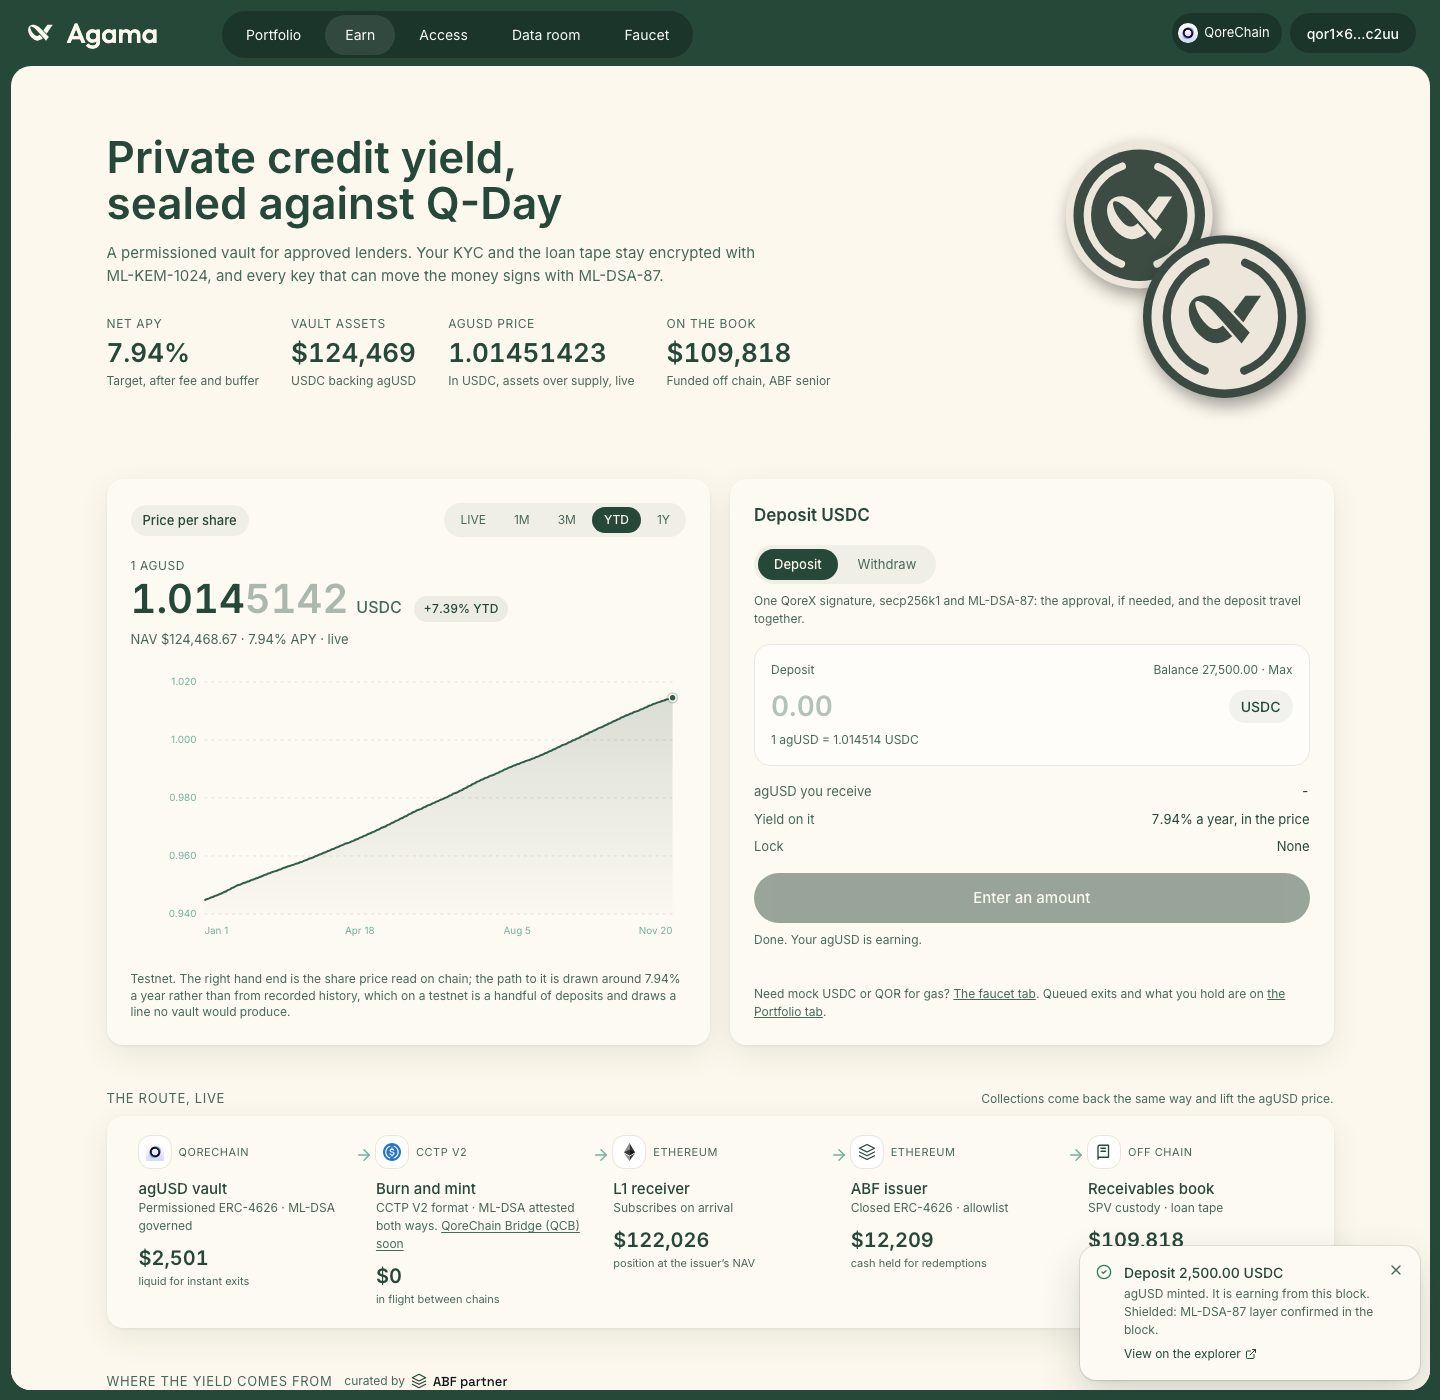 Agama
Portfolio
Earn
Access
Data room
Faucet
QoreChain
qor1x6...c2uu
Private credit yield,
sealed against Q-Day
A permissioned vault for approved lenders. Your KYC and the loan tape stay encrypted with
ML-KEM-1024, and every key that can move the money signs with ML-DSA-87.
NET APY
7.94%
Target, after fee and buffer
VAULT ASSETS
$124,469
USDC backing agUSD
AGUSD PRICE
1.01451423
In USDC, assets over supply, live
ON THE BOOK
$109,818
Funded off chain, ABF senior
Price per share
LIVE 1M 3M YTD 1Y
1 AGUSD
1.0145142 USDC +7.39% YTD
NAV $124,468.67 · 7.94% APY · live
1.020
1.000
0.980
0.960
0.940
Jan 1 Apr 18 Aug 5 Nov 20
Testnet. The right hand end is the share price read on chain; the path to it is drawn around 7.94%
a year rather than from recorded history, which on a testnet is a handful of deposits and draws a
line no vault would produce.
Deposit USDC
Deposit Withdraw
One QoreX signature, secp256k1 and ML-DSA-87: the approval, if needed, and the deposit travel
together.
Deposit Balance 27,500.00 · Max
0.00 USDC
1 agUSD = 1.014514 USDC
agUSD you receive -
Yield on it 7.94% a year, in the price
Lock None
Enter an amount
Done. Your agUSD is earning.
Need mock USDC or QOR for gas? The faucet tab. Queued exits and what you hold are on the
Portfolio tab.
THE ROUTE, LIVE
Collections come back the same way and lift the agUSD price.
QORECHAIN
agUSD vault
Permissioned ERC-4626 · ML-DSA
governed
$2,501
liquid for instant exits
CCTP V2
Burn and mint
CCTP V2 format · ML-DSA attested
both ways. QoreChain Bridge (QCB)
soon
$0
in flight between chains
ETHEREUM
L1 receiver
Subscribes on arrival
$122,026
position at the issuer's NAV
ETHEREUM
ABF issuer
Closed ERC-4626 · allowlist
$12,209
cash held for redemptions
OFF CHAIN
Receivables book
SPV custody · loan tape
$109,818
Deposit 2,500.00 USDC
agUSD minted. It is earning from this block.
Shielded: ML-DSA-87 layer confirmed in the
block.
View on the explorer
WHERE THE YIELD COMES FROM curated by ABF partner